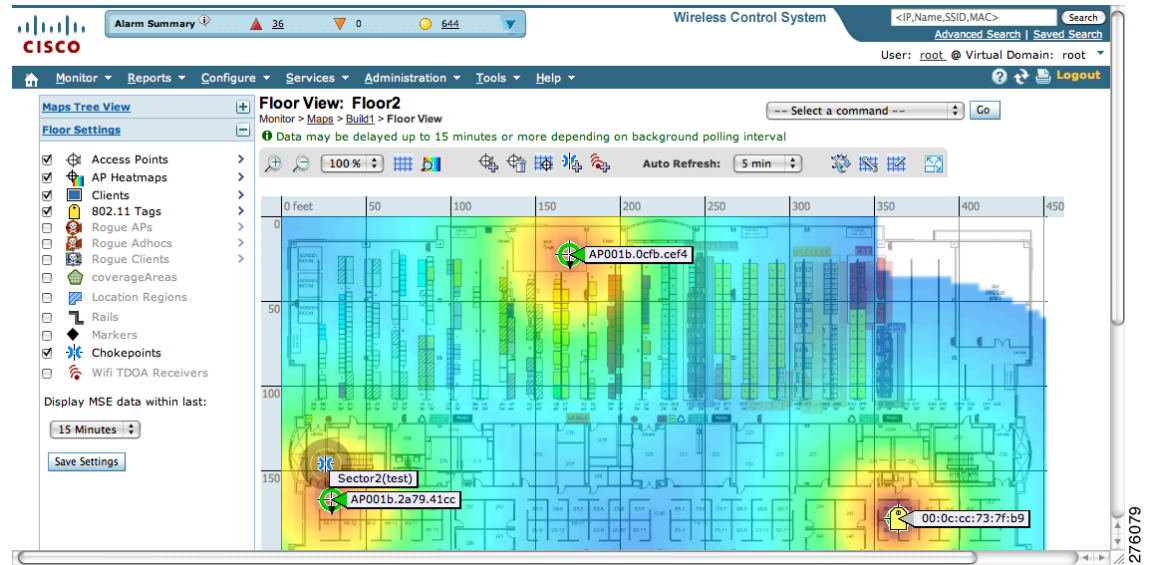 Alarm Summary 36 0 644
Wireless Control System
<IP,Name,SSID,MAC> Search
Advanced Search | Saved Search
CISCO
User: root @ Virtual Domain: root
Monitor Reports Configure Services Administration Tools Help Logout
Maps Tree View
Floor Settings
Access Points
AP Heatmaps
Clients
802.11 Tags
Rogue APs
Rogue Adhocs
Rogue Clients
coverageAreas
Location Regions
Rails
Markers
Chokepoints
Wifi TDOA Receivers
Display MSE data within last:
15 Minutes
Save Settings
Floor View: Floor2
Monitor > Maps > Build1 > Floor View
-- Select a command -- Go
Data may be delayed up to 15 minutes or more depending on background polling interval
100 % Auto Refresh: 5 min
0 feet 50 100 150 200 250 300 350 400 450
0
50
100
150
AP001b.0cfb.cef4
Sector2(test)
AP001b.2a79.41cc
00:0c:cc:73:7f:b9
276079